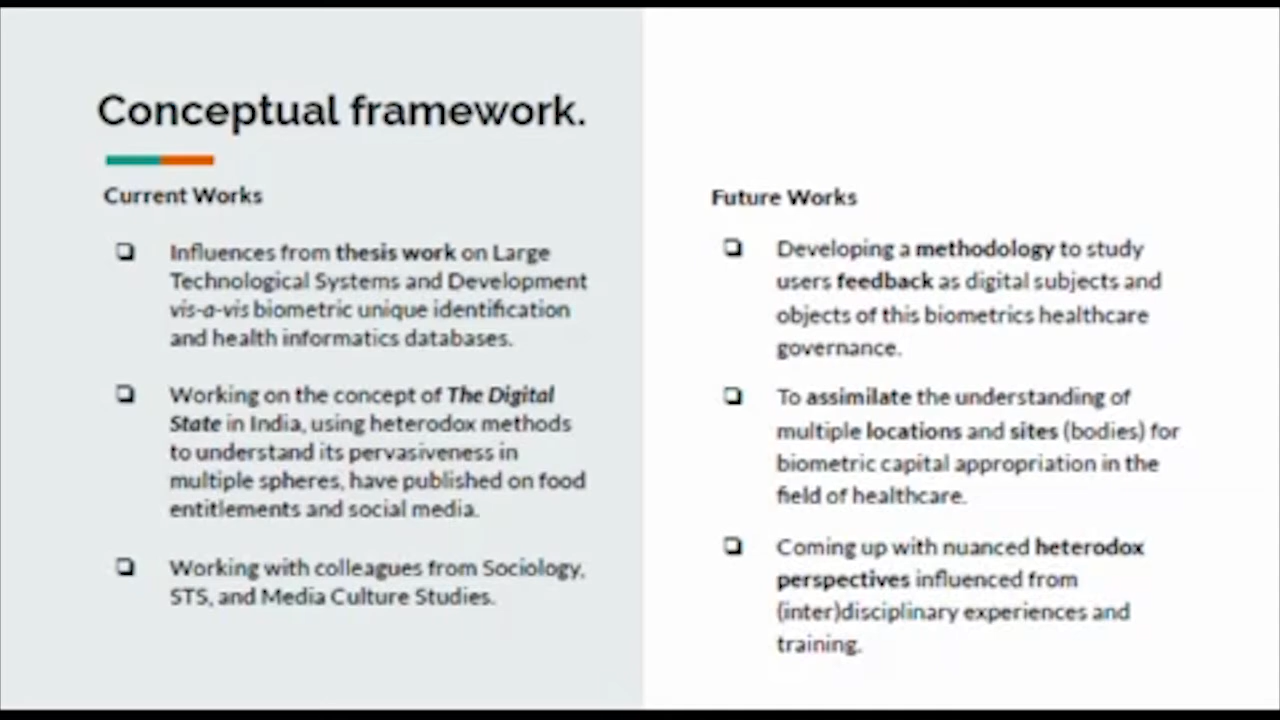 Conceptual framework.
Current Works
Influences from thesis work on Large
Technological Systems and Development
vis-a-vis biometric unique identification
and health informatics databases.
Working on the concept of The Digital
State in India, using heterodox methods
to understand its pervasiveness in
multiple spheres, have published on food
entitlements and social media.
Working with colleagues from Sociology,
STS, and Media Culture Studies.
Future Works
Developing a methodology to study
users feedback as digital subjects and
objects of this biometrics healthcare
governance.
To assimilate the understanding of
multiple locations and sites (bodies) for
biometric capital appropriation in the
field of healthcare.
Coming up with nuanced heterodox
perspectives influenced from
(inter)disciplinary experiences and
training.